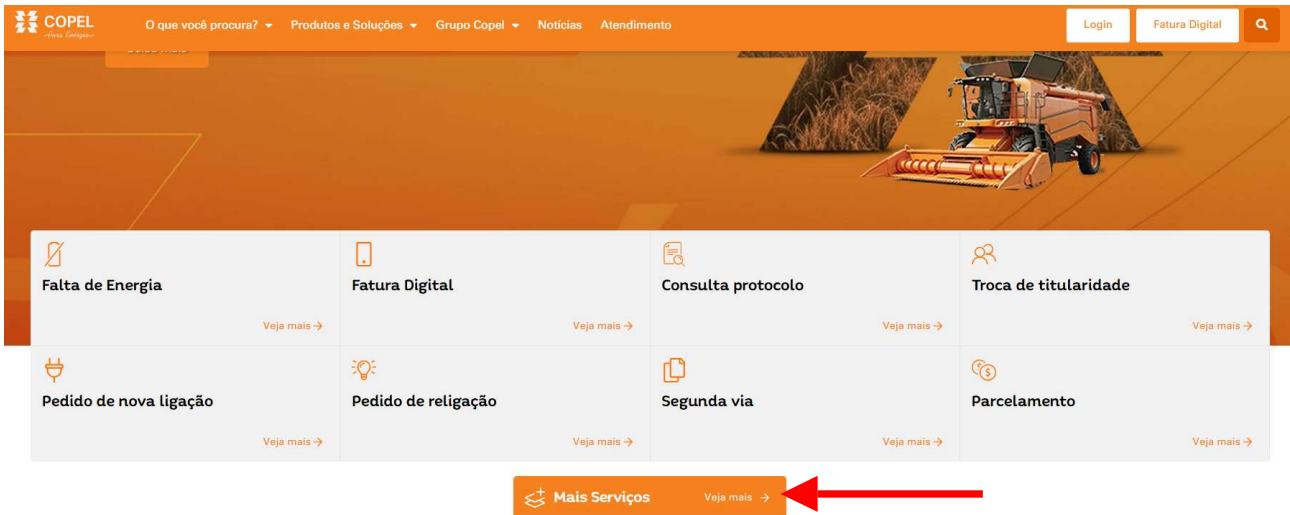 COPEL
Pura Energia
O que você procura?
Produtos e Soluções
Grupo Copel
Notícias
Atendimento
Login
Fatura Digital
Falta de Energia
Veja mais →
Fatura Digital
Veja mais →
Consulta protocolo
Veja mais →
Troca de titularidade
Veja mais →
Pedido de nova ligação
Veja mais →
Pedido de religação
Veja mais →
Segunda via
Veja mais →
Parcelamento
Veja mais →
Mais Serviços
Veja mais →